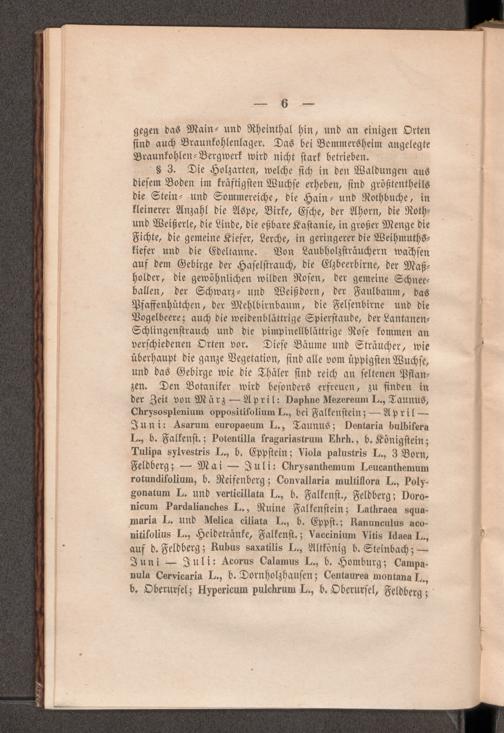 — 6 —
gegen das Main- und Rheinthal hin, und an einigen Orten
sind auch Braunkohlenlager. Das bei Bommersheim angelegte
Braunkohlen-Bergwerk wird nicht stark betrieben.
§ 3. Die Holzarten, welche sich in den Waldungen aus
diesem Boden im kräftigsten Wuchse erheben, sind größtentheils
die Stein- und Sommereiche, die Hain- und Rothbuche, in
kleinerer Anzahl die Aspe, Birke, Esche, der Ahorn, die Roth-
und Weißerle, die Linde, die eßbare Kastanie, in großer Menge die
Fichte, die gemeine Kiefer, Lerche, in geringerer die Weihmuths-
kiefer und die Edeltanne. Von Laubholzsträuchern wachsen
auf dem Gebirge der Haselstrauch, die Elzbeerbirne, der Maß-
holder, die gewöhnlichen wilden Rosen, der gemeine Schnee-
ballen, der Schwarz- und Weißdorn, der Faulbaum, das
Pfaffenhütchen, der Mehlbirnbaum, die Felsenbirne und die
Vogelbeere; auch die weidenblättrige Spierstaude, der Lantanen-
Schlingenstrauch und die pimpinellblättrige Rose kommen an
verschiedenen Orten vor. Diese Bäume und Sträucher, wie
überhaupt die ganze Vegetation, sind alle vom üppigsten Wuchse,
und das Gebirge wie die Thäler sind reich an seltenen Pflan-
zen. Den Botaniker wird besonders erfreuen, zu finden in
der Zeit von März — April: Daphne Mezereum L., Taunus,
Chrysosplenium oppositifolium L., bei Falkenstein; — April —
Juni: Asarum europaeum L., Taunus; Dentaria bulbifera
L., b. Falkenst.; Potentilla fragariastrum Ehrh., b. Königstein;
Tulipa sylvestris L., b. Eppstein; Viola palustris L., 3 Born,
Feldberg; — Mai — Juli: Chrysanthemum Leucanthemum
rotundifolium, b. Reifenberg; Convallaria multiflora L., Poly-
gonatum L. und verticillata L., b. Falkenst., Feldberg; Doro-
nicum Pardalianches L., Ruine Falkenstein; Lathraea squa-
maria L. und Melica ciliata L., b. Eppst.; Ranunculus aco-
nitifolius L., Heidetränke, Falkenst.; Vaccinium Vitis Idaea L.,
auf d. Feldberg; Rubus saxatilis L., Altkönig b. Steinbach; —
Juni — Juli: Acorus Calamus L., b. Homburg; Campa-
nula Cervicaria L., b. Dornholzhausen; Centaurea montana L.,
b. Oberursel; Hypericum pulchrum L., b. Oberursel, Feldberg;